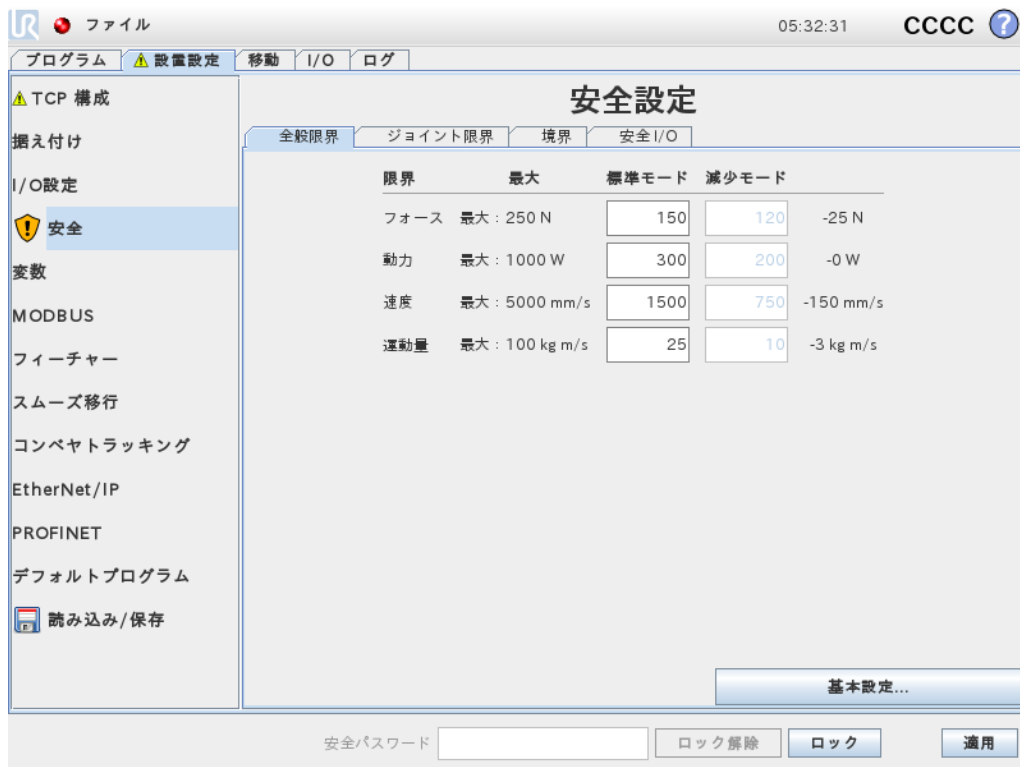 UR ファイル 05:32:31 CCCC ?
プログラム 設置設定 移動 I/O ログ
TCP 構成
据え付け
I/O設定
安全
変数
MODBUS
フィーチャー
スムーズ移行
コンベヤトラッキング
EtherNet/IP
PROFINET
デフォルトプログラム
読み込み/保存
安全設定
全般限界 ジョイント限界 境界 安全I/O
限界 最大 標準モード 減少モード
フォース 最大：250 N 150 120 -25 N
動力 最大：1000 W 300 200 -0 W
速度 最大：5000 mm/s 1500 750 -150 mm/s
運動量 最大：100 kg m/s 25 10 -3 kg m/s
基本設定...
安全パスワード ロック解除 ロック 適用